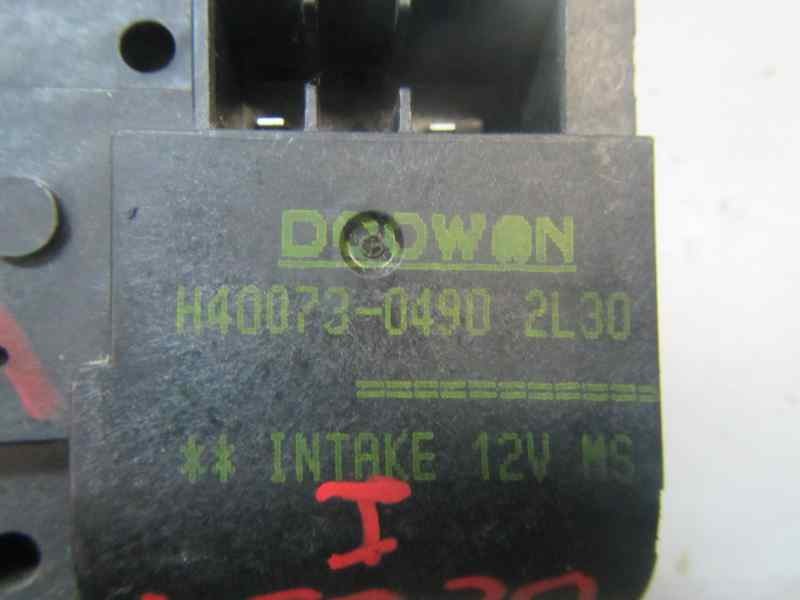 DOOWON
H40073-0490 2L30
** INTAKE 12V MS
I